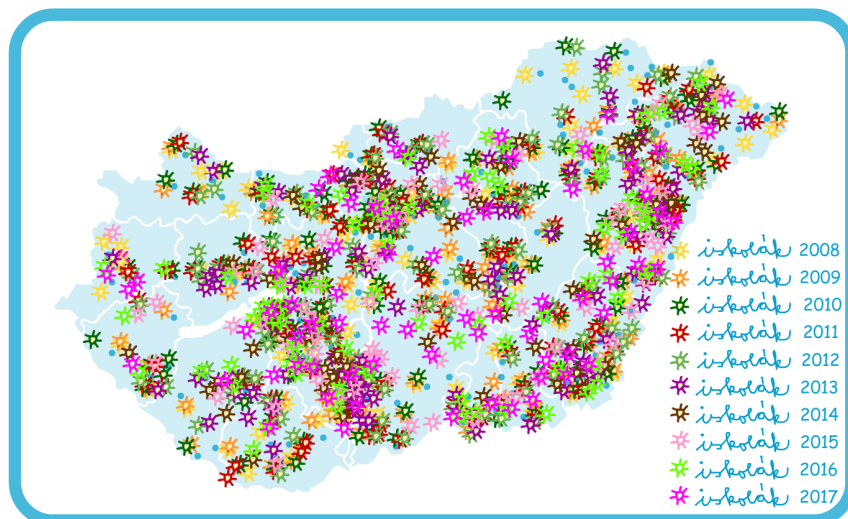 iskolák 2008
iskolák 2009
iskolák 2010
iskolák 2011
iskolák 2012
iskolák 2013
iskolák 2014
iskolák 2015
iskolák 2016
iskolák 2017